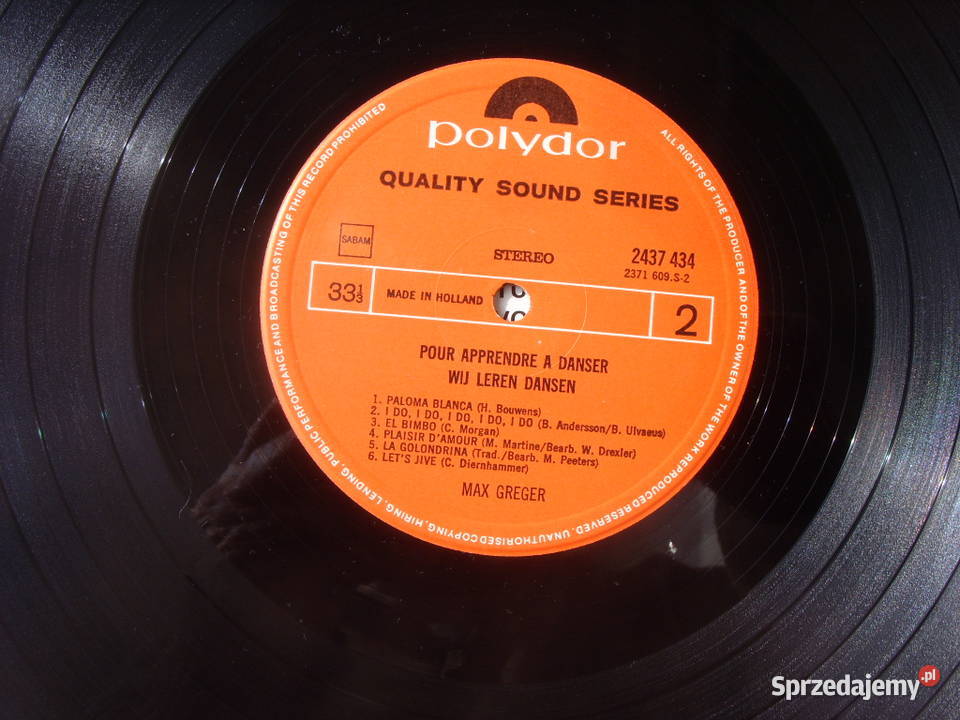 polydor
QUALITY SOUND SERIES
SABAM
STEREO
2437 434
2371 609.S-2
33 1/3
MADE IN HOLLAND
2
POUR APPRENDRE A DANSER
WIJ LEREN DANSEN
1. PALOMA BLANCA (H. Bouwens)
2. I DO, I DO, I DO, I DO, I DO (B. Andersson/B. Ulvaeus)
3. EL BIMBO (C. Morgan)
4. PLAISIR D'AMOUR (M. Martine/Bearb. W. Drexler)
5. LA GOLONDRINA (Trad./Bearb. M. Peeters)
6. LET'S JIVE (C. Diernhammer)
MAX GREGER
ALL RIGHTS OF THE PRODUCER AND OF THE OWNER OF THE WORK REPRODUCED RESERVED. UNAUTHORISED COPYING, HIRING, LENDING, PUBLIC PERFORMANCE AND BROADCASTING OF THIS RECORD PROHIBITED
Sprzedajemy.pl